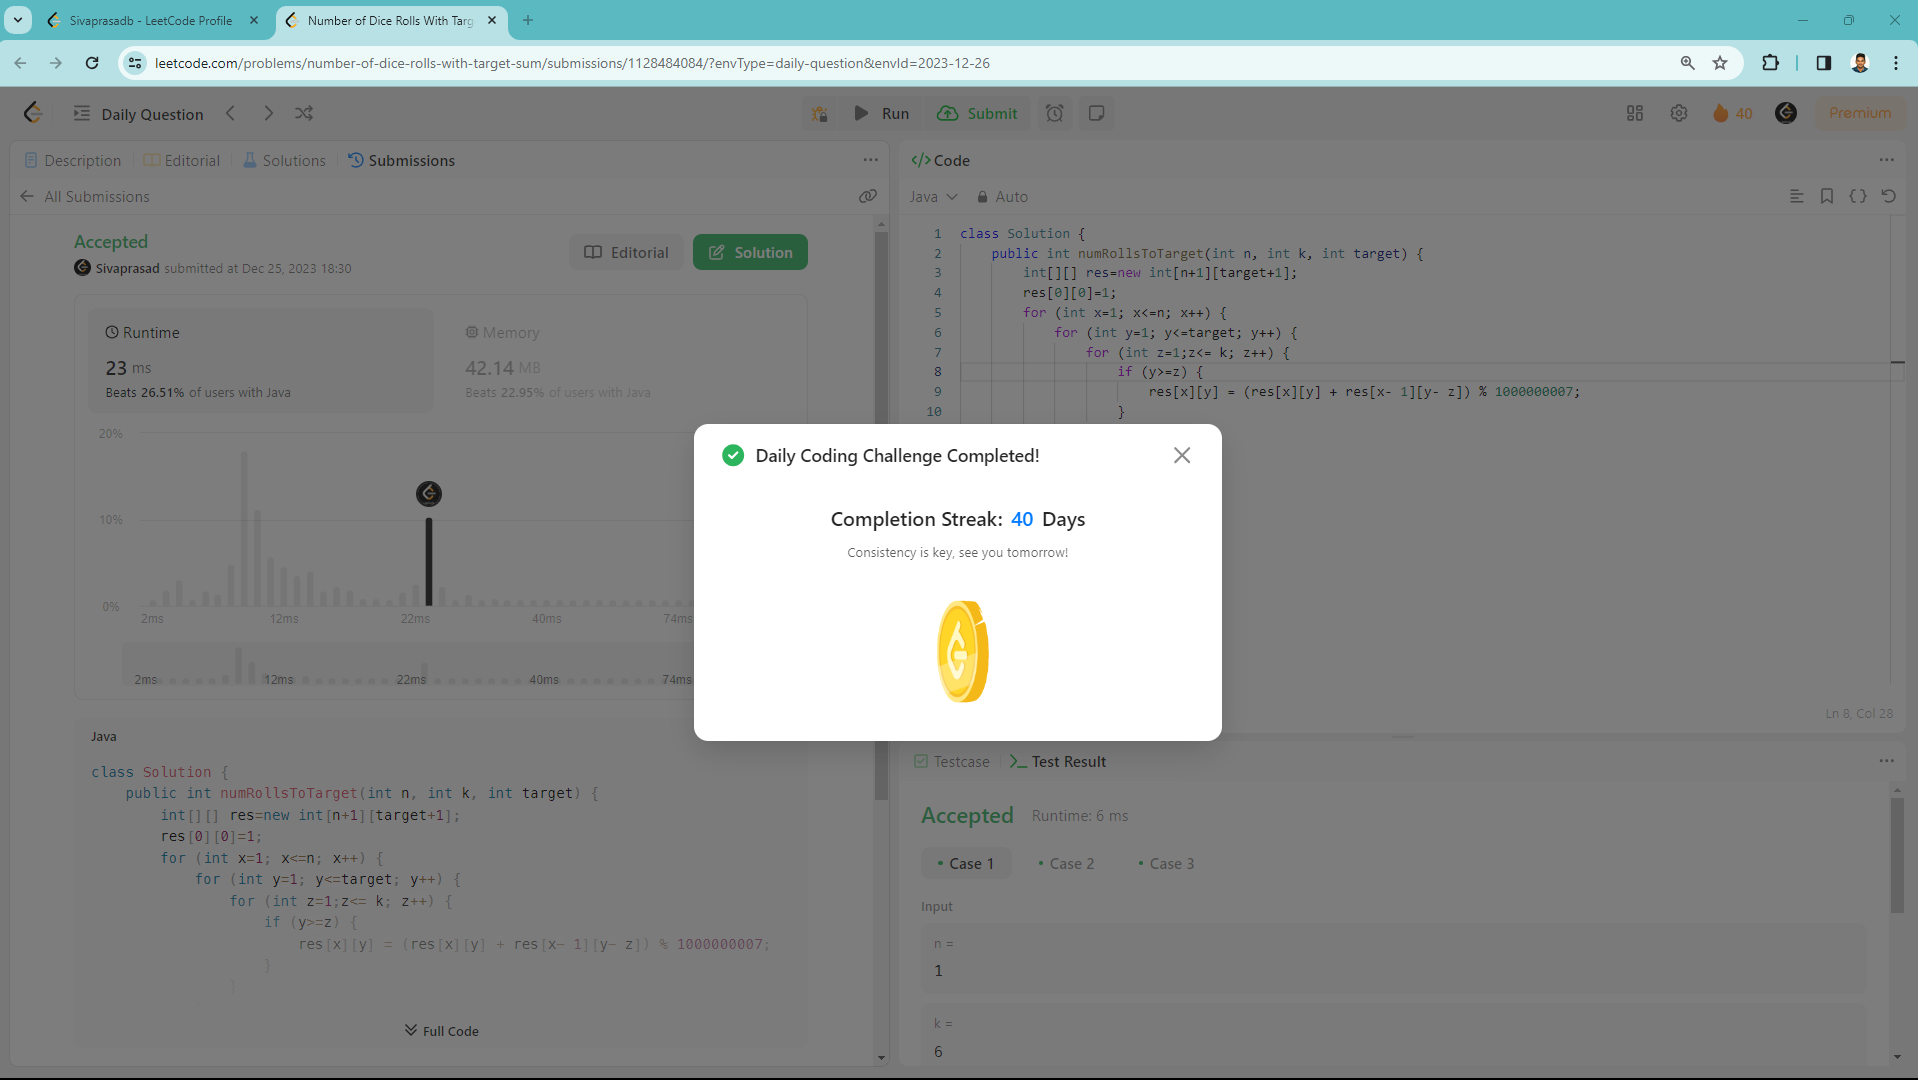 Sivaprasadb - LeetCode Profile
Number of Dice Rolls With Targ
leetcode.com/problems/number-of-dice-rolls-with-target-sum/submissions/1128484084/?envType=daily-question&envId=2023-12-26
Daily Question
Run
Submit
40
Premium
Description
Editorial
Solutions
Submissions
All Submissions
Accepted
Sivaprasad submitted at Dec 25, 2023 18:30
Editorial
Solution
Runtime
23 ms
Beats 26.51% of users with Java
Memory
42.14 MB
Beats 22.95% of users with Java
20%
10%
0%
2ms
12ms
22ms
40ms
74ms
2ms
12ms
22ms
40ms
74ms
Java
class Solution {
public int numRollsToTarget(int n, int k, int target) {
int[][] res=new int[n+1][target+1];
res[0][0]=1;
for (int x=1; x<=n; x++) {
for (int y=1; y<=target; y++) {
for (int z=1;z<= k; z++) {
if (y>=z) {
res[x][y] = (res[x][y] + res[x- 1][y- z]) % 1000000007;
}
}
Full Code
Code
Java
Auto
1 class Solution {
2 public int numRollsToTarget(int n, int k, int target) {
3 int[][] res=new int[n+1][target+1];
4 res[0][0]=1;
5 for (int x=1; x<=n; x++) {
6 for (int y=1; y<=target; y++) {
7 for (int z=1;z<= k; z++) {
8 if (y>=z) {
9 res[x][y] = (res[x][y] + res[x- 1][y- z]) % 1000000007;
10 }
Daily Coding Challenge Completed!
Completion Streak: 40 Days
Consistency is key, see you tomorrow!
Ln 8, Col 28
Testcase
Test Result
Accepted
Runtime: 6 ms
Case 1
Case 2
Case 3
Input
n =
1
k =
6